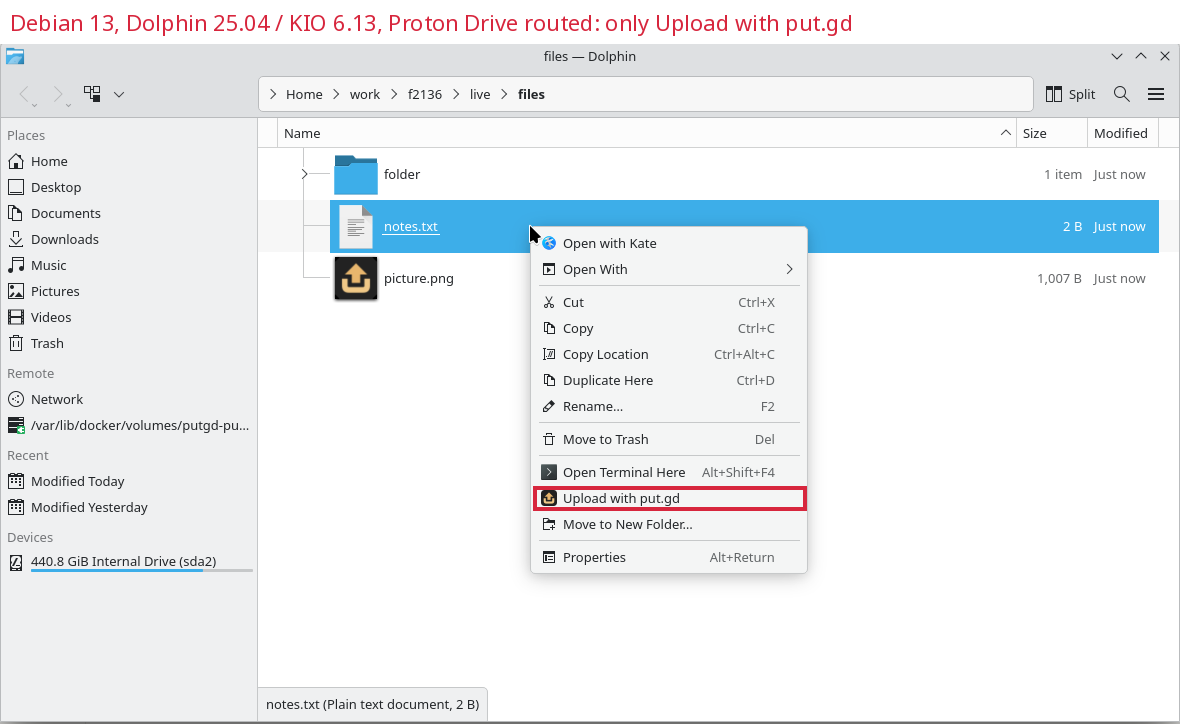 Debian 13, Dolphin 25.04 / KIO 6.13, Proton Drive routed: only Upload with put.gd
files — Dolphin
Home work f2136 live files
Split
Places
Home
Desktop
Documents
Downloads
Music
Pictures
Videos
Trash
Remote
Network
/var/lib/docker/volumes/putgd-pu...
Recent
Modified Today
Modified Yesterday
Devices
440.8 GiB Internal Drive (sda2)
Name Size Modified
folder 1 item Just now
notes.txt 2 B Just now
picture.png 1,007 B Just now
Open with Kate
Open With
Cut Ctrl+X
Copy Ctrl+C
Copy Location Ctrl+Alt+C
Duplicate Here Ctrl+D
Rename... F2
Move to Trash Del
Open Terminal Here Alt+Shift+F4
Upload with put.gd
Move to New Folder...
Properties Alt+Return
notes.txt (Plain text document, 2 B)